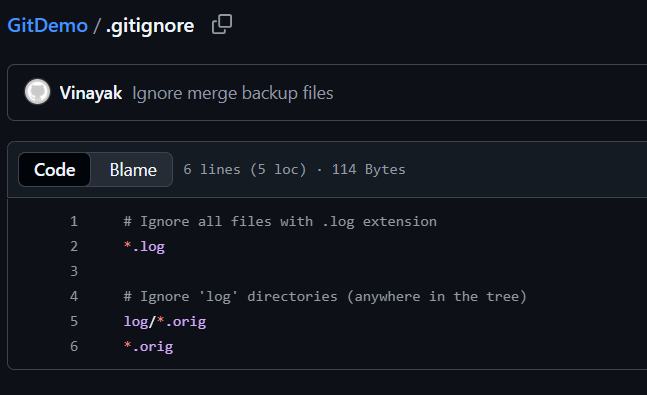 GitDemo / .gitignore
Vinayak Ignore merge backup files
Code Blame 6 lines (5 loc) · 114 Bytes
1 # Ignore all files with .log extension
2 *.log
3
4 # Ignore 'log' directories (anywhere in the tree)
5 log/*.orig
6 *.orig